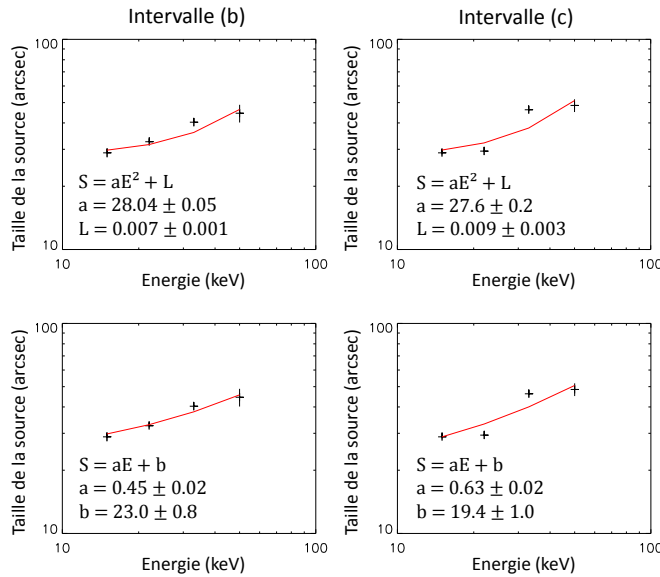 Intervalle (b)
Intervalle (c)
100
Taille de la source (arcsec)
S = aE² + L
a = 28.04 ± 0.05
L = 0.007 ± 0.001
10
10
100
Energie (keV)
100
Taille de la source (arcsec)
S = aE² + L
a = 27.6 ± 0.2
L = 0.009 ± 0.003
10
10
100
Energie (keV)
100
Taille de la source (arcsec)
S = aE + b
a = 0.45 ± 0.02
b = 23.0 ± 0.8
10
10
100
Energie (keV)
100
Taille de la source (arcsec)
S = aE + b
a = 0.63 ± 0.02
b = 19.4 ± 1.0
10
10
100
Energie (keV)